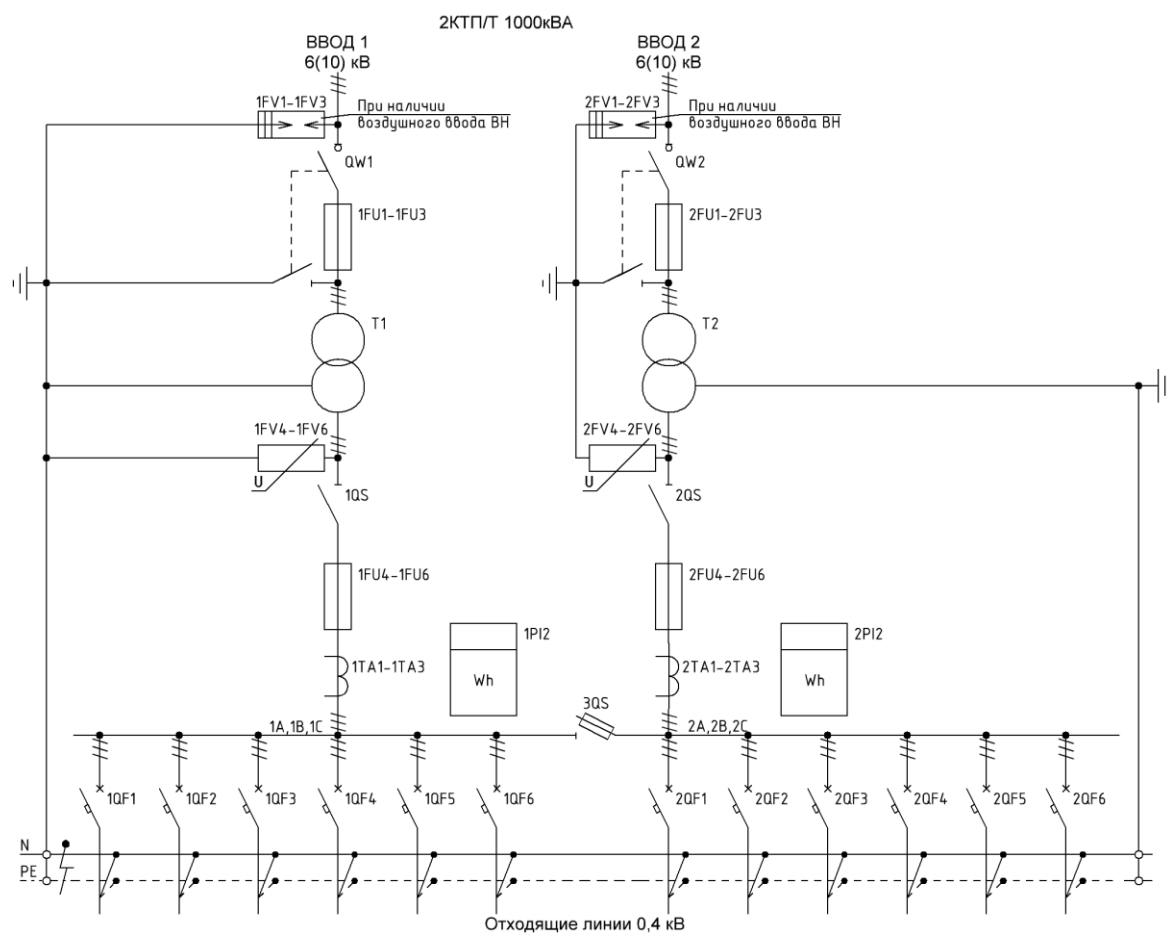 2КТП/Т 1000кВА
ВВОД 1
6(10) кВ
ВВОД 2
6(10) кВ
1FV1-1FV3
При наличии
воздушного ввода ВН
2FV1-2FV3
При наличии
воздушного ввода ВН
QW1
QW2
1FU1-1FU3
2FU1-2FU3
T1
T2
1FV4-1FV6
2FV4-2FV6
U
U
1QS
2QS
1FU4-1FU6
2FU4-2FU6
1PI2
2PI2
1TA1-1TA3
Wh
2TA1-2TA3
Wh
3QS
1A,1B,1C
2A,2B,2C
1QF1
1QF2
1QF3
1QF4
1QF5
1QF6
2QF1
2QF2
2QF3
2QF4
2QF5
2QF6
N
PE
Отходящие линии 0,4 кВ